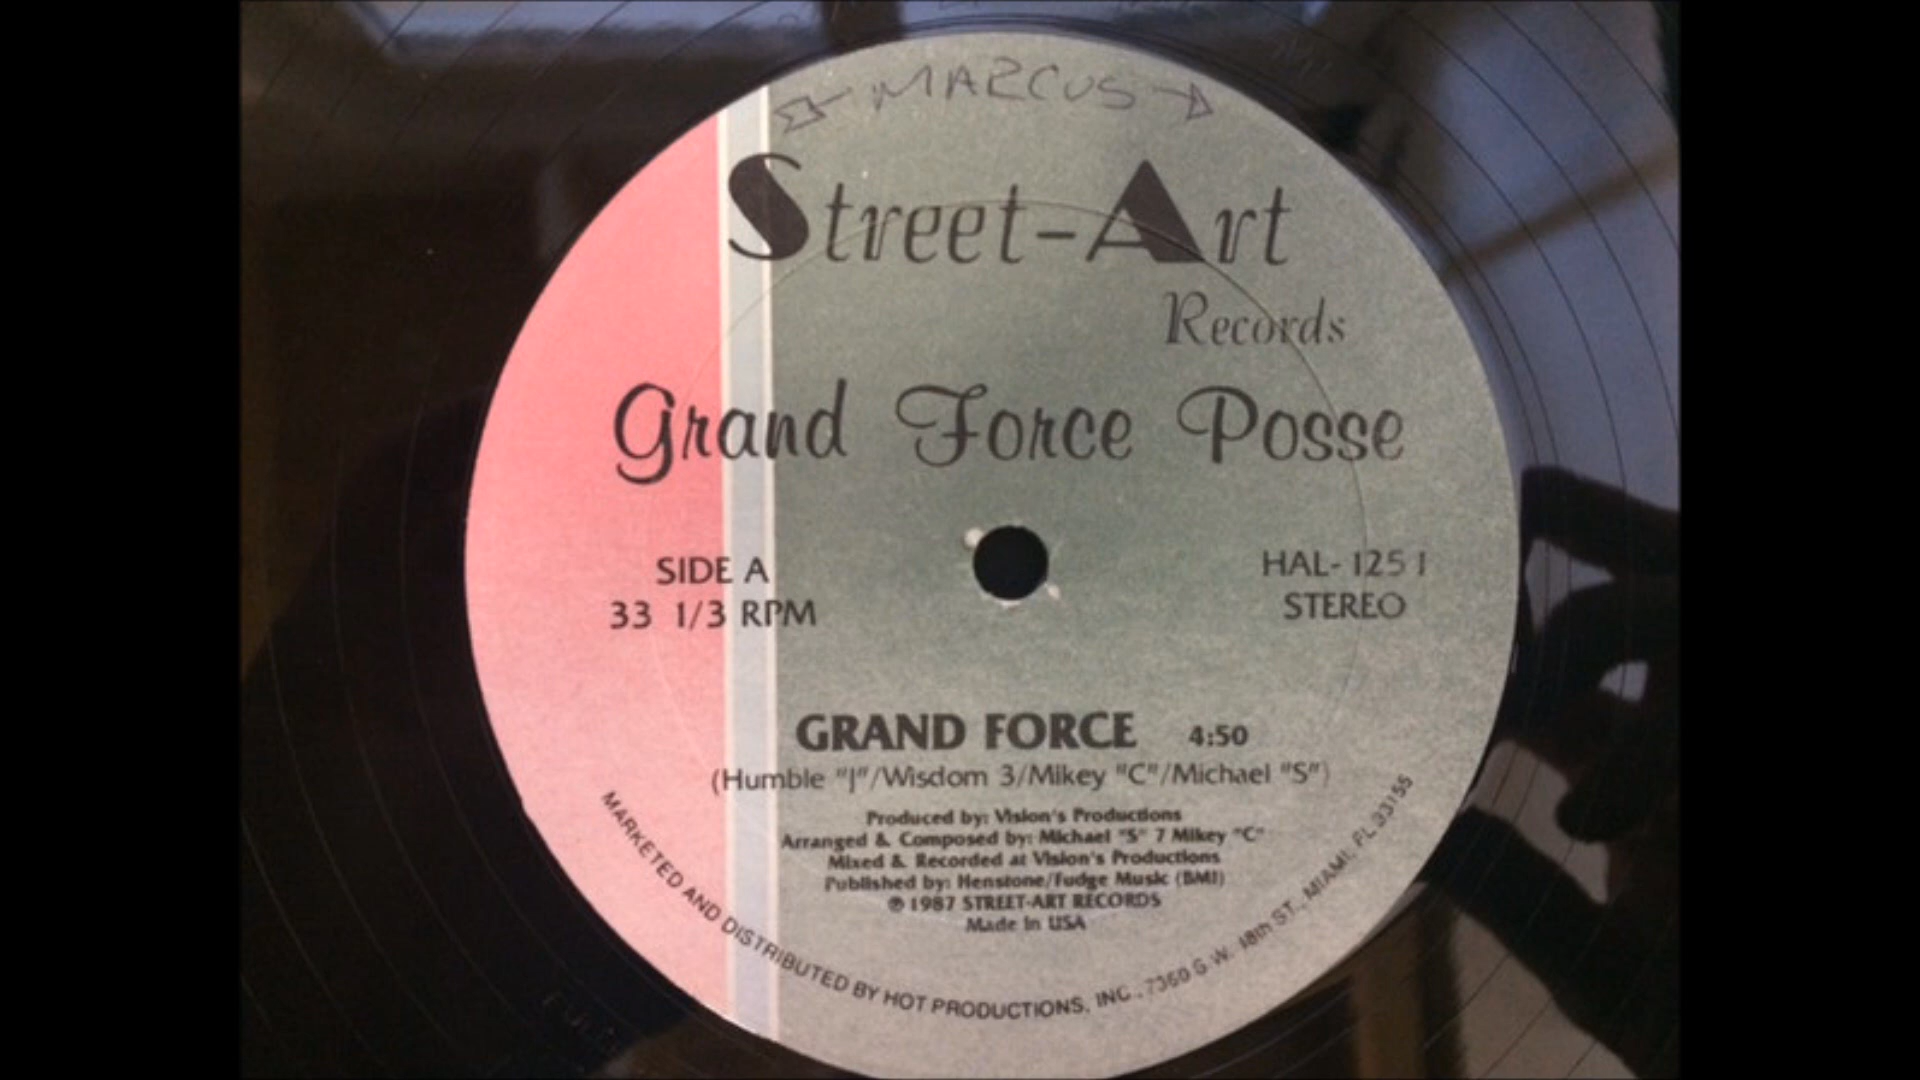 MARCUS
Street-Art
Records
Grand Force Posse
SIDE A
33 1/3 RPM
HAL- 1251
STEREO
GRAND FORCE 4:50
(Humble "J"/Wisdom 3/Mikey "C"/Michael "S")
Produced by: Vision's Productions
Arranged & Composed by: Michael "S" 7 Mikey "C"
Mixed & Recorded at Vision's Productions
Published by: Henstone/Fudge Music (BMI)
℗ 1987 STREET-ART RECORDS
Made in USA
MARKETED AND DISTRIBUTED BY HOT PRODUCTIONS, INC., 7360 S.W. 48th ST., MIAMI, FL 33155